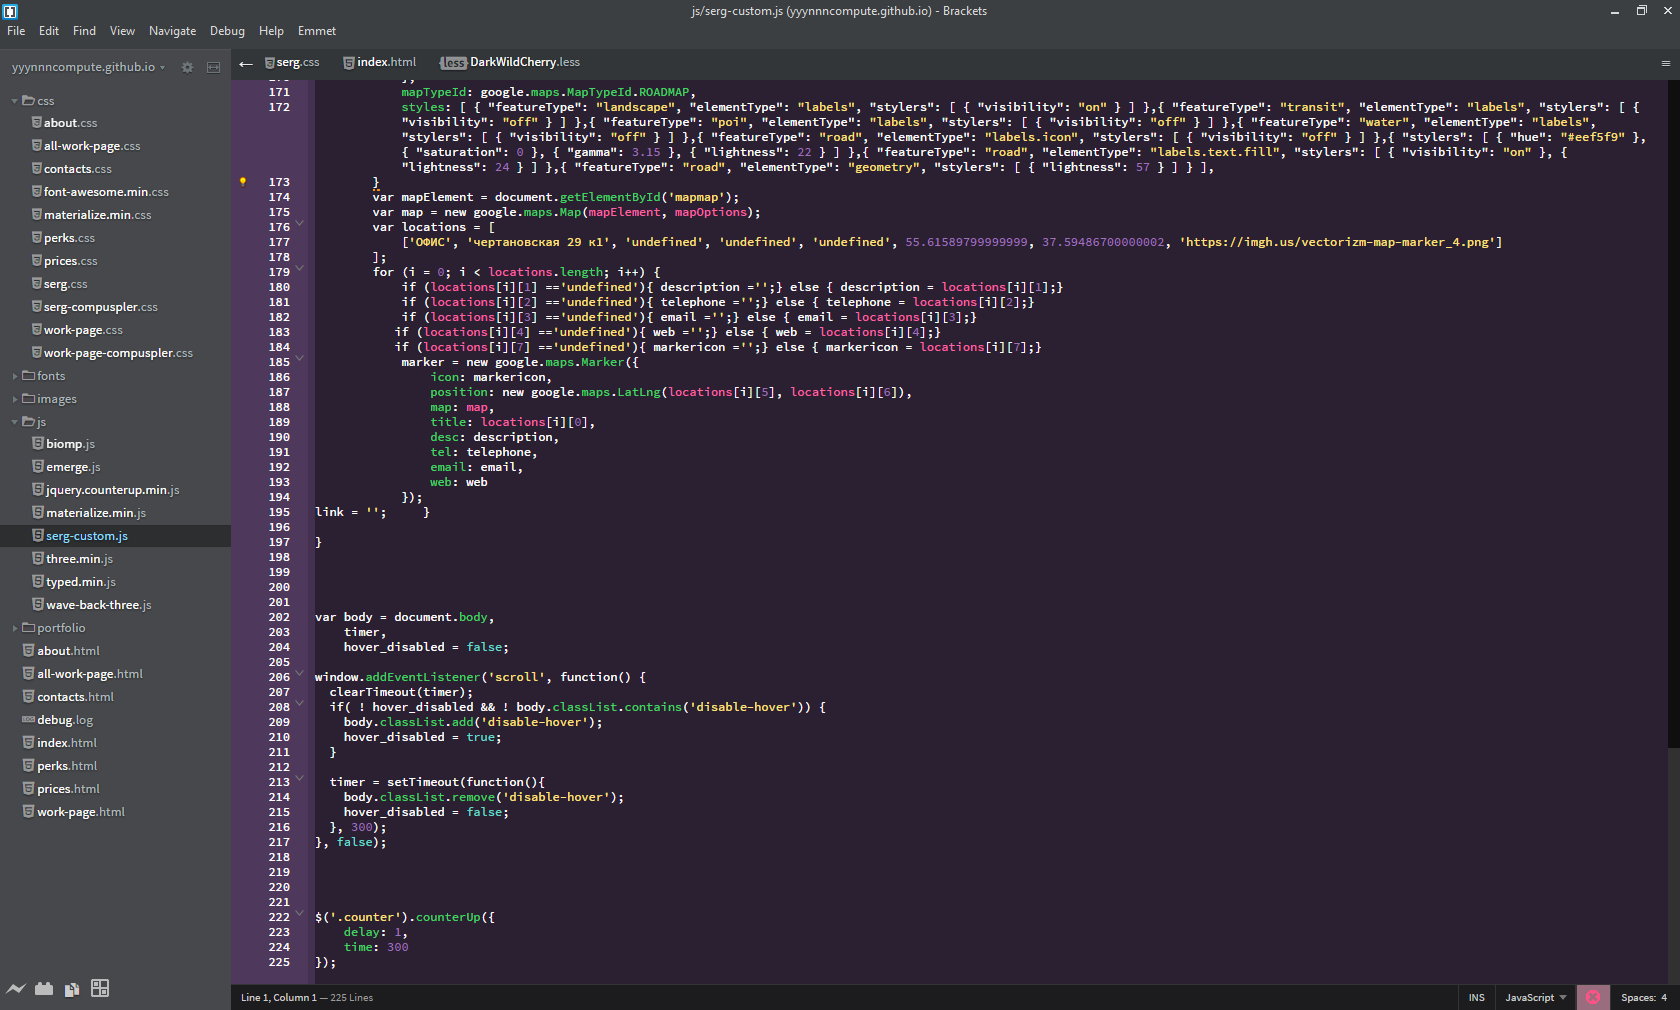 js/serg-custom.js (yyynnncompute.github.io) - Brackets
File Edit Find View Navigate Debug Help Emmet
yyynnncompute.github.io
serg.css index.html less DarkWildCherry.less
css
about.css
all-work-page.css
contacts.css
font-awesome.min.css
materialize.min.css
perks.css
prices.css
serg.css
serg-compuspler.css
work-page.css
work-page-compuspler.css
fonts
images
js
biomp.js
emerge.js
jquery.counterup.min.js
materialize.min.js
serg-custom.js
three.min.js
typed.min.js
wave-back-three.js
portfolio
about.html
all-work-page.html
contacts.html
debug.log
index.html
perks.html
prices.html
work-page.html
171 mapTypeId: google.maps.MapTypeId.ROADMAP,
172 styles: [ { "featureType": "landscape", "elementType": "labels", "stylers": [ { "visibility": "on" } ] },{ "featureType": "transit", "elementType": "labels", "stylers": [ {
"visibility": "off" } ] },{ "featureType": "poi", "elementType": "labels", "stylers": [ { "visibility": "off" } ] },{ "featureType": "water", "elementType": "labels",
"stylers": [ { "visibility": "off" } ] },{ "featureType": "road", "elementType": "labels.icon", "stylers": [ { "visibility": "off" } ] },{ "stylers": [ { "hue": "#eef5f9" },
{ "saturation": 0 }, { "gamma": 3.15 }, { "lightness": 22 } ] },{ "featureType": "road", "elementType": "labels.text.fill", "stylers": [ { "visibility": "on" }, {
"lightness": 24 } ] },{ "featureType": "road", "elementType": "geometry", "stylers": [ { "lightness": 57 } ] } ],
173 }
174 var mapElement = document.getElementById('mapmap');
175 var map = new google.maps.Map(mapElement, mapOptions);
176 var locations = [
177 ['ОФИС', 'чертановская 29 к1', 'undefined', 'undefined', 'undefined', 55.61589799999999, 37.59486700000002, 'https://imgh.us/vectorizm-map-marker_4.png']
178 ];
179 for (i = 0; i < locations.length; i++) {
180 if (locations[i][1] =='undefined'){ description ='';} else { description = locations[i][1];}
181 if (locations[i][2] =='undefined'){ telephone ='';} else { telephone = locations[i][2];}
182 if (locations[i][3] =='undefined'){ email ='';} else { email = locations[i][3];}
183 if (locations[i][4] =='undefined'){ web ='';} else { web = locations[i][4];}
184 if (locations[i][7] =='undefined'){ markericon ='';} else { markericon = locations[i][7];}
185 marker = new google.maps.Marker({
186 icon: markericon,
187 position: new google.maps.LatLng(locations[i][5], locations[i][6]),
188 map: map,
189 title: locations[i][0],
190 desc: description,
191 tel: telephone,
192 email: email,
193 web: web
194 });
195 link = ''; }
196
197 }
198
199
200
201
202 var body = document.body,
203 timer,
204 hover_disabled = false;
205
206 window.addEventListener('scroll', function() {
207 clearTimeout(timer);
208 if( ! hover_disabled && ! body.classList.contains('disable-hover')) {
209 body.classList.add('disable-hover');
210 hover_disabled = true;
211 }
212
213 timer = setTimeout(function(){
214 body.classList.remove('disable-hover');
215 hover_disabled = false;
216 }, 300);
217 }, false);
218
219
220
221
222 $('.counter').counterUp({
223 delay: 1,
224 time: 300
225 });
Line 1, Column 1 — 225 Lines
INS JavaScript Spaces: 4